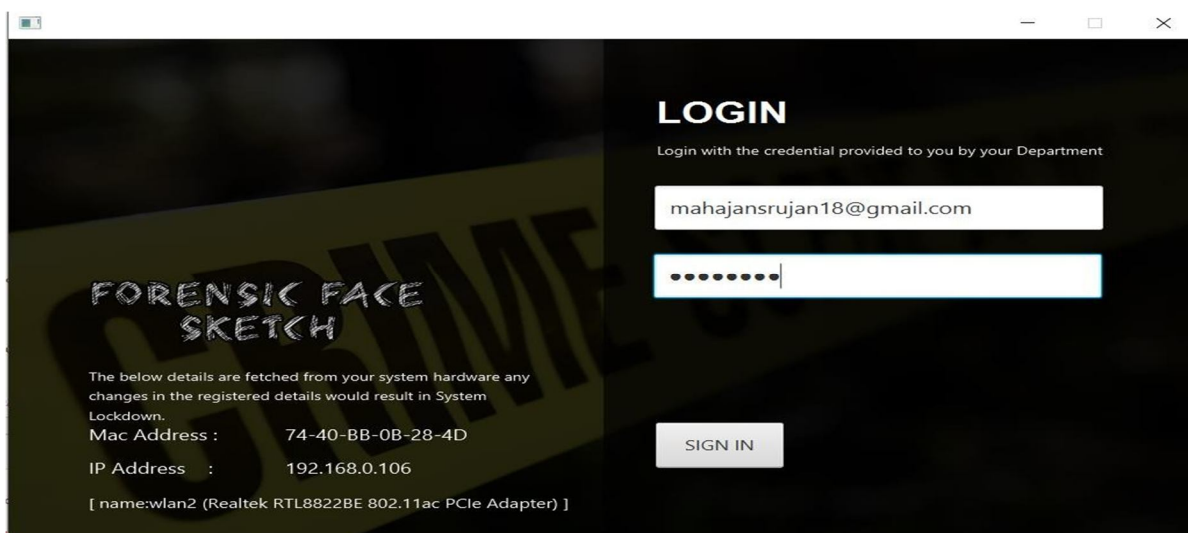 CRIME SCENE
FORENSIC FACE
SKETCH
The below details are fetched from your system hardware any
changes in the registered details would result in System
Lockdown.
Mac Address : 74-40-BB-0B-28-4D
IP Address : 192.168.0.106
[ name:wlan2 (Realtek RTL8822BE 802.11ac PCIe Adapter) ]
LOGIN
Login with the credential provided to you by your Department
mahajansrujan18@gmail.com
••••••••
SIGN IN